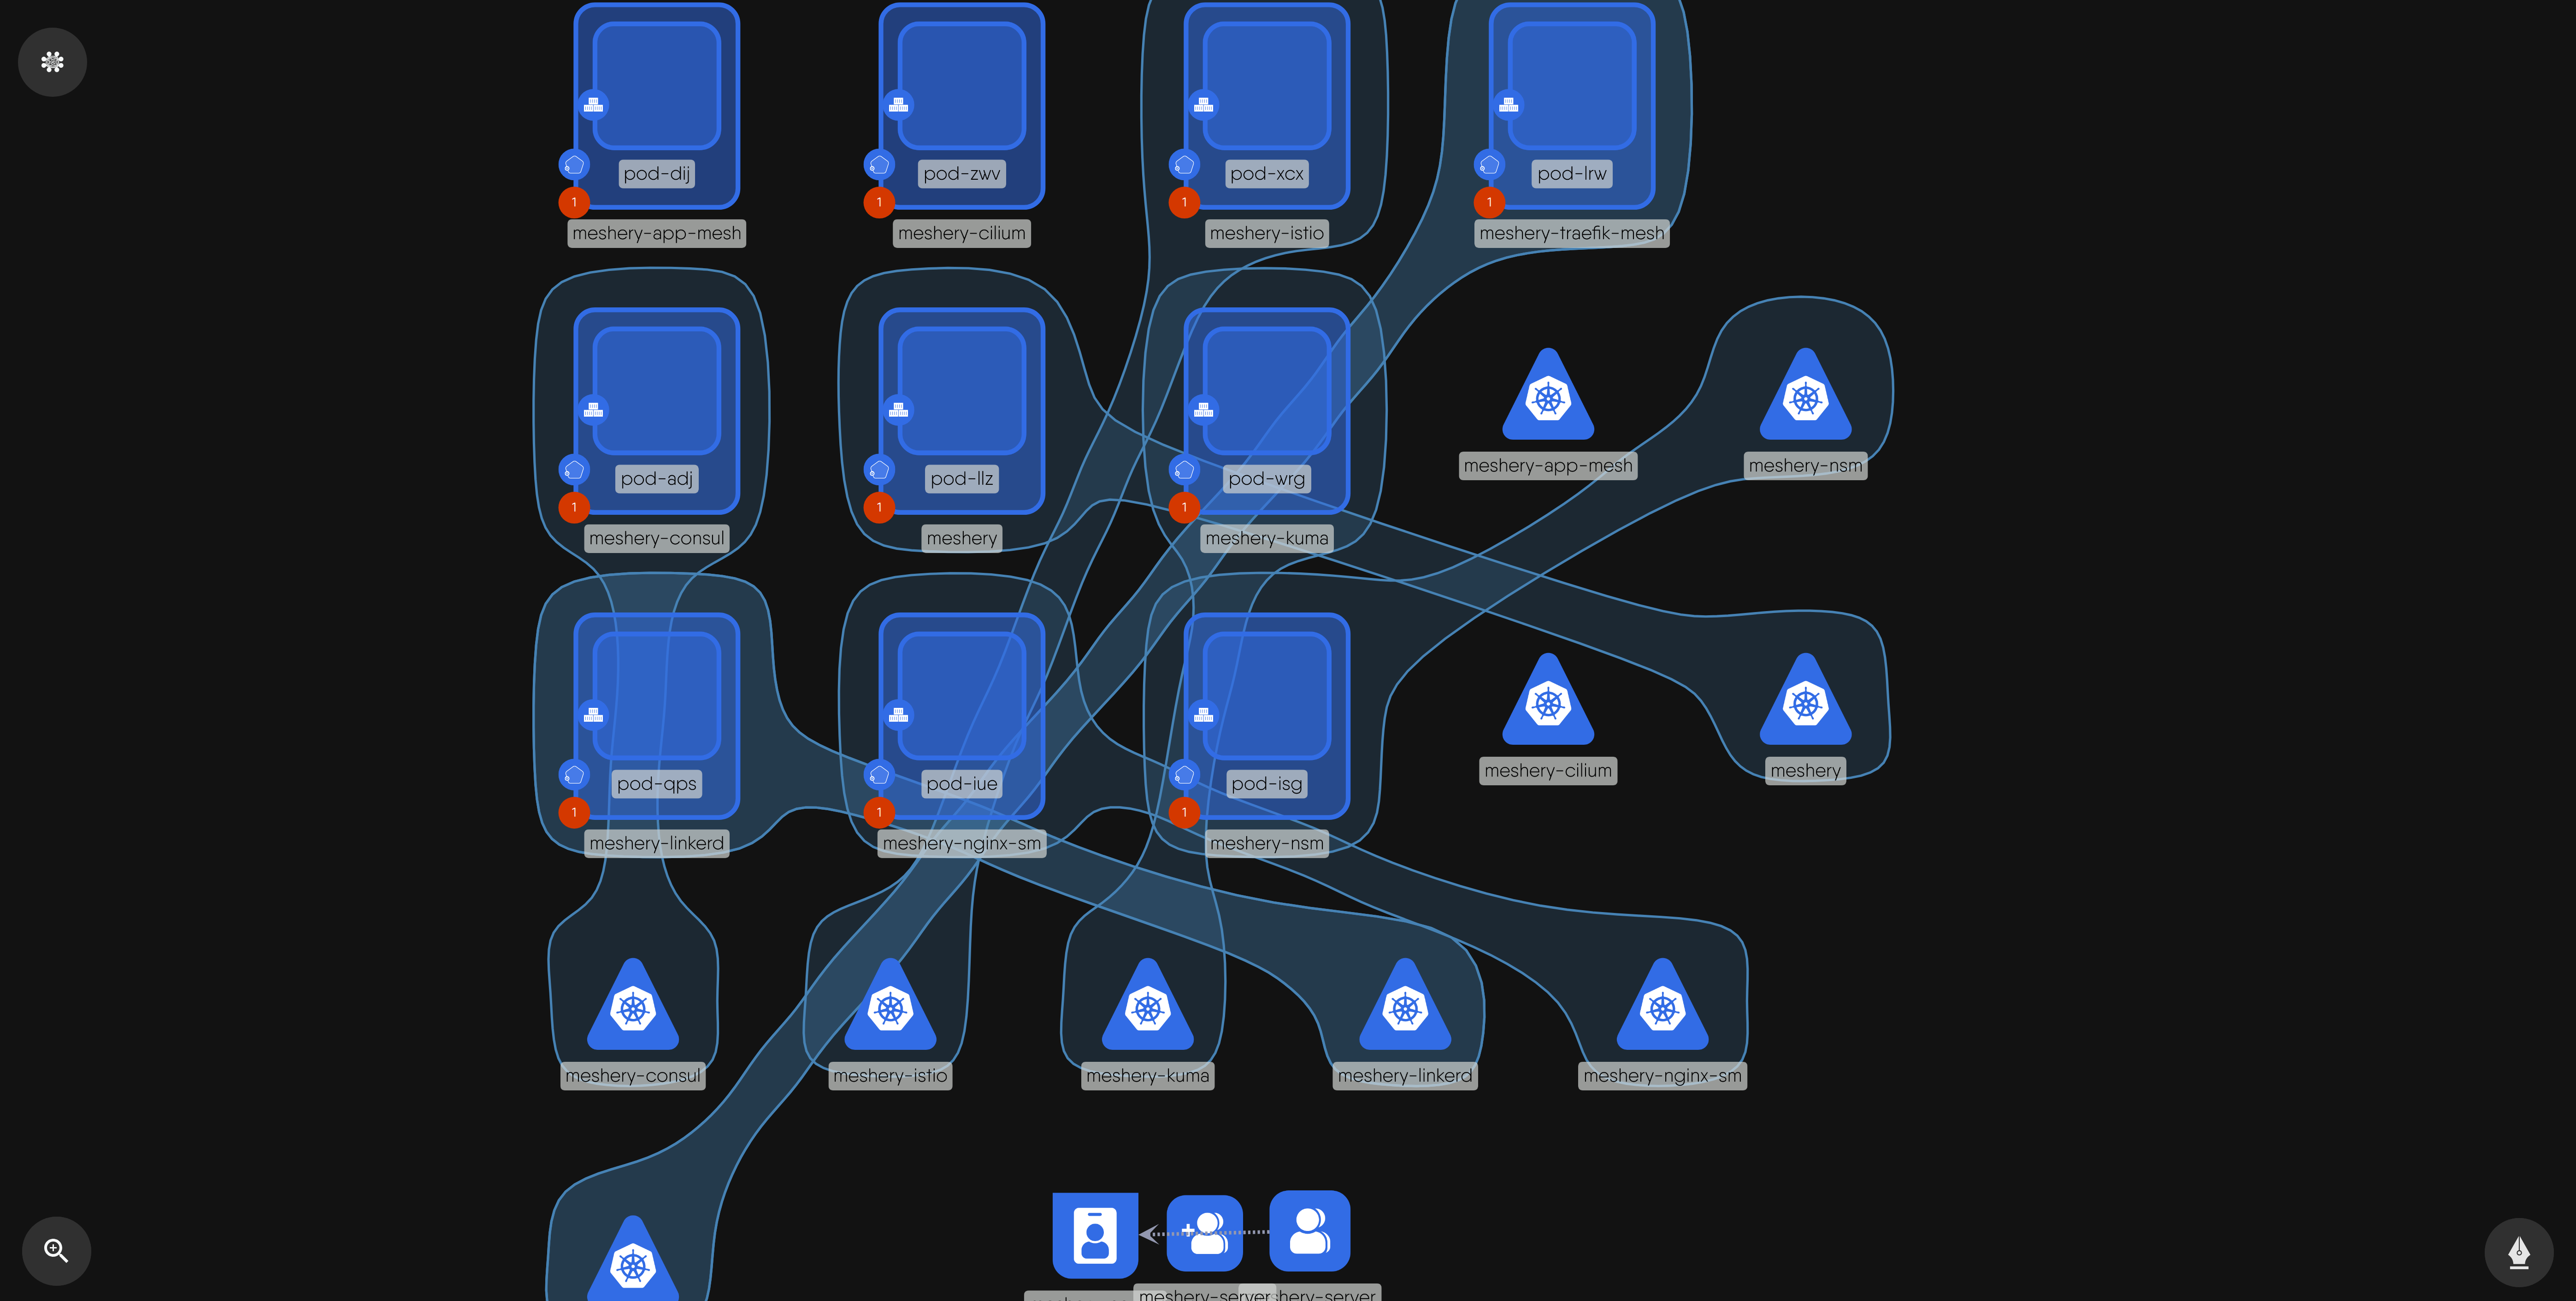 pod-dij
pod-zwv
pod-xcx
pod-lrw
1
1
1
1
meshery-app-mesh
meshery-cilium
meshery-istio
meshery-traefik-mesh
pod-adj
pod-llz
pod-wrg
meshery-app-mesh
meshery-nsm
1
1
1
meshery-consul
meshery
meshery-kuma
pod-qps
pod-iue
pod-isg
meshery-cilium
meshery
1
1
1
meshery-linkerd
meshery-nginx-sm
meshery-nsm
meshery-consul
meshery-istio
meshery-kuma
meshery-linkerd
meshery-nginx-sm
meshery-server